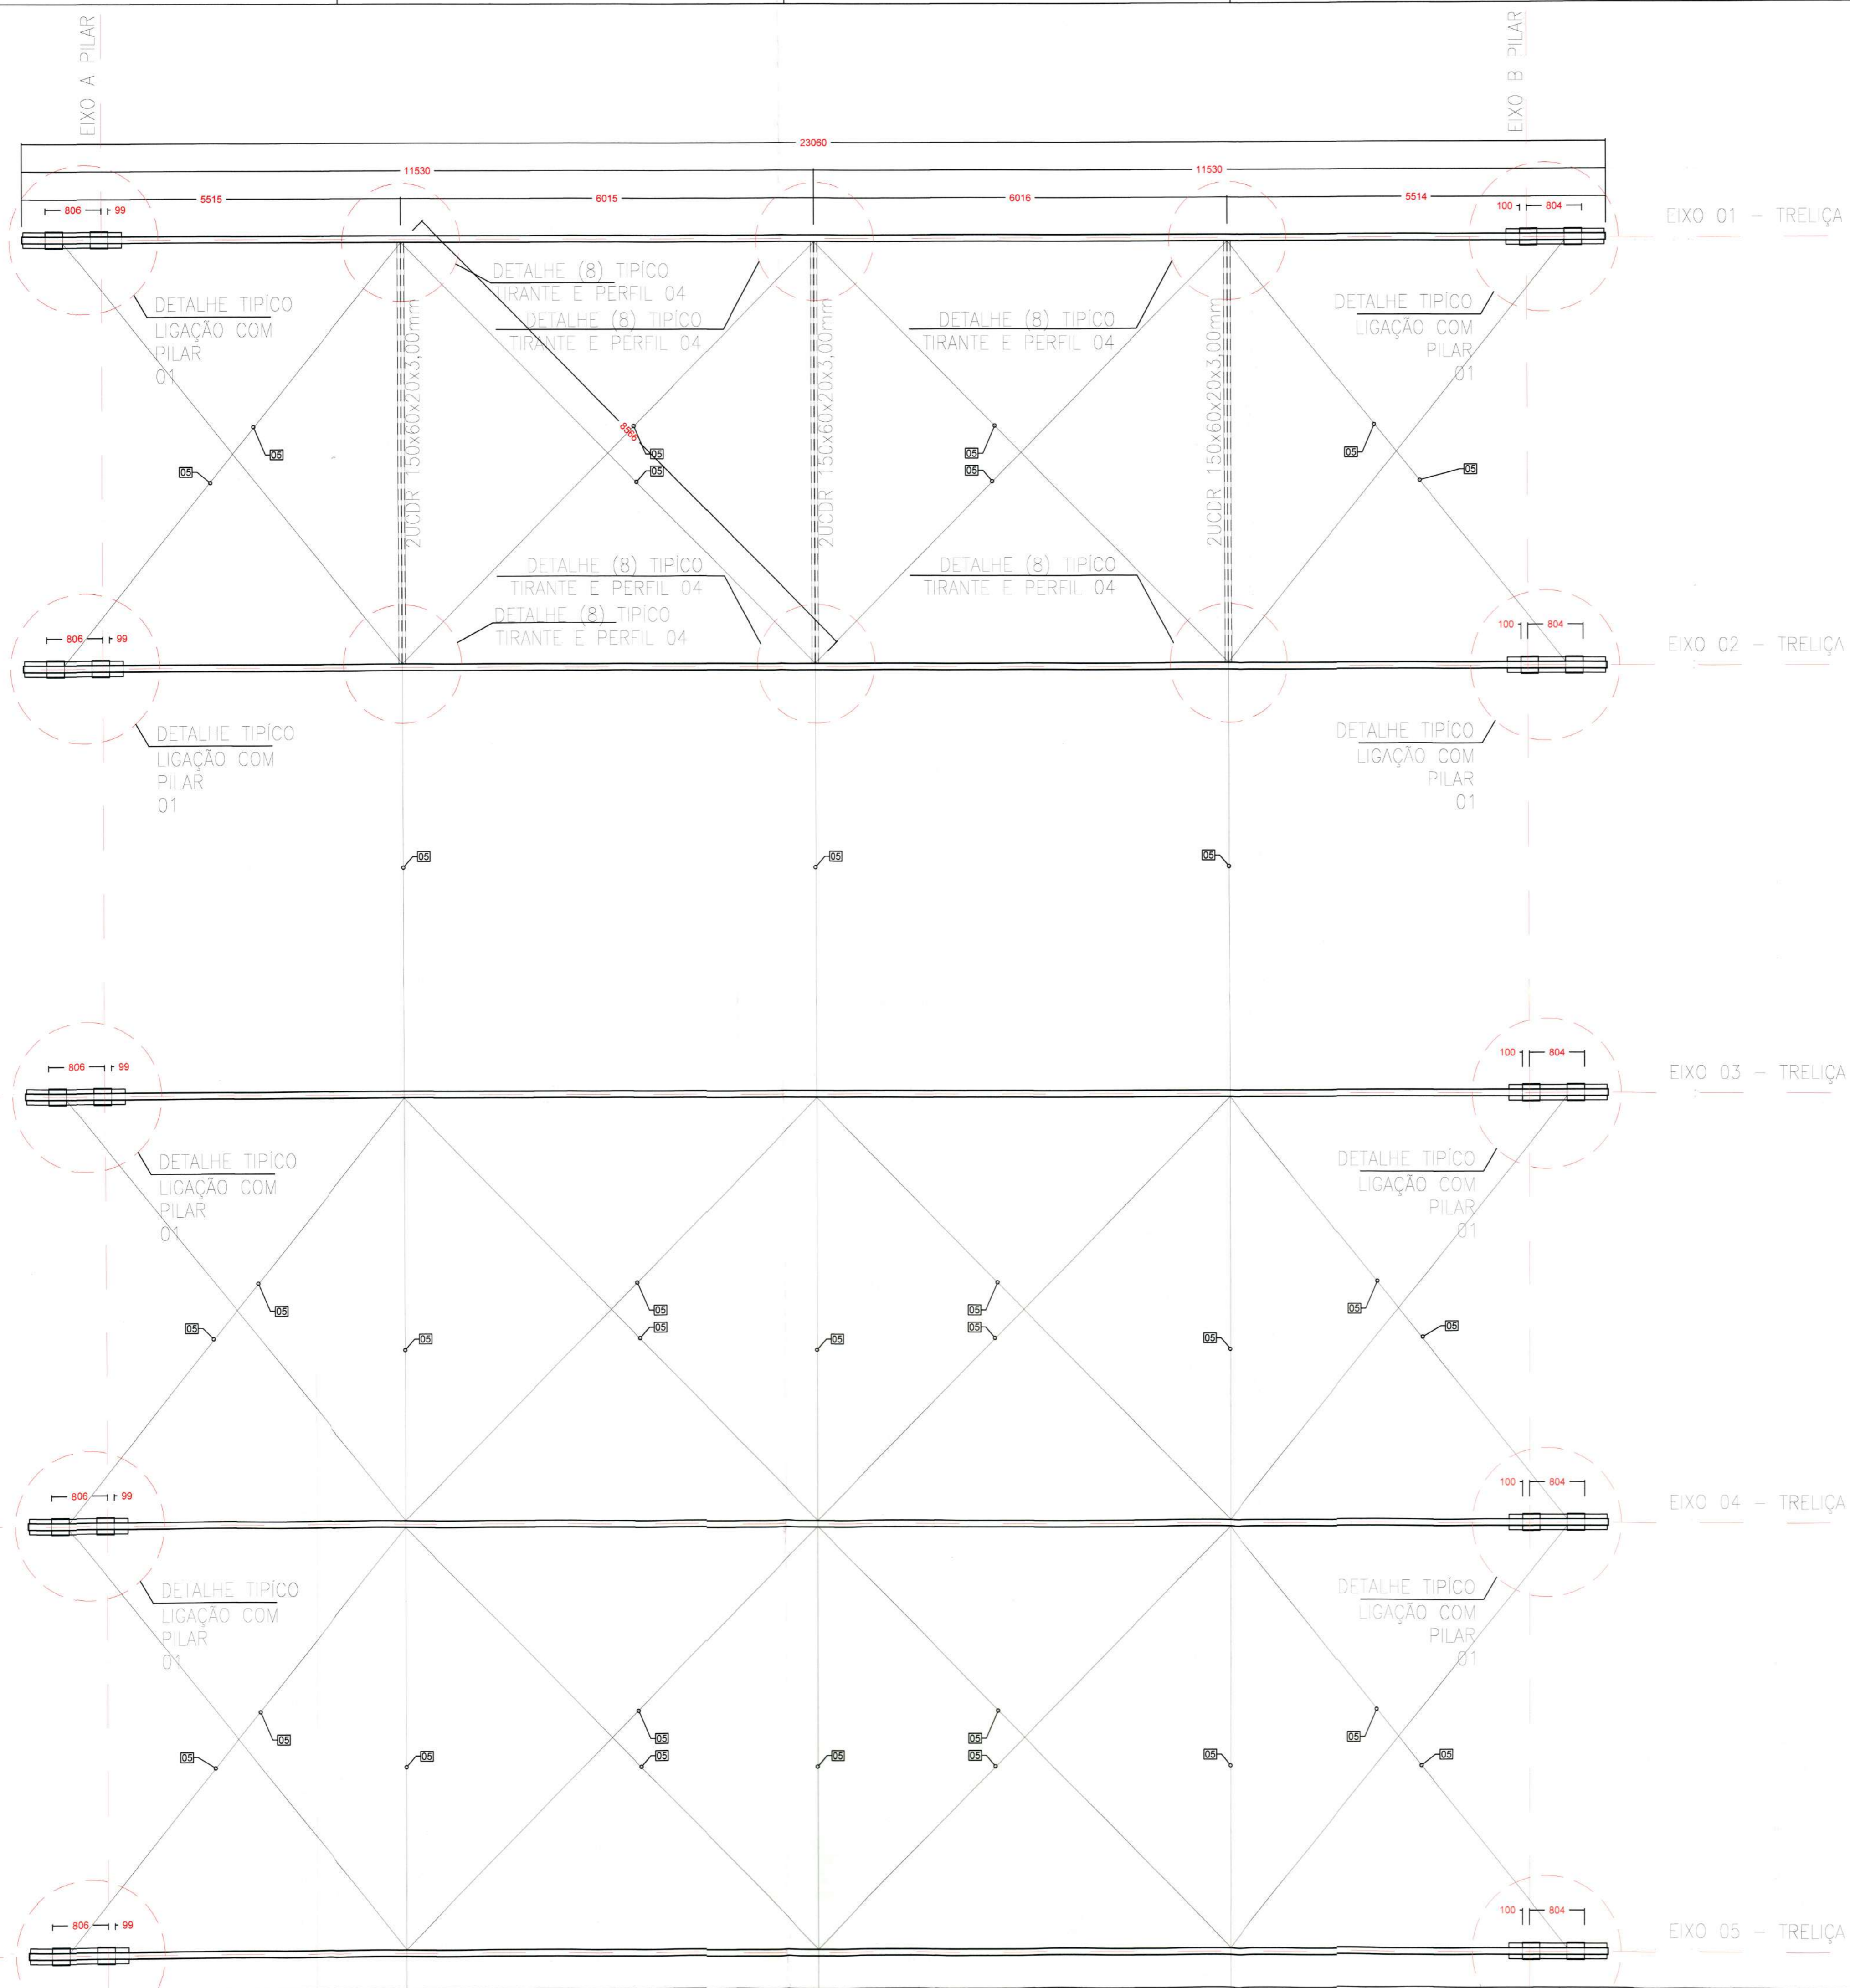 EIXO A PILAR
EIXO B PILAR
23060
11530
11530
5515
6015
6016
5514
806
99
100
804
EIXO 01 – TRELIÇA
DETALHE TIPÍCO
LIGAÇÃO COM
PILAR
01
DETALHE (8) TIPÍCO
TIRANTE E PERFIL 04
DETALHE (8) TIPÍCO
TIRANTE E PERFIL 04
DETALHE (8) TIPÍCO
TIRANTE E PERFIL 04
DETALHE TIPÍCO
LIGAÇÃO COM
PILAR
01
2UCDR 150x60x20x3,00mm
2UCDR 150x60x20x3,00mm
2UCDR 150x60x20x3,00mm
8566
05
05
05
05
05
05
05
05
DETALHE (8) TIPÍCO
TIRANTE E PERFIL 04
DETALHE (8) TIPÍCO
TIRANTE E PERFIL 04
DETALHE (8) TIPÍCO
TIRANTE E PERFIL 04
806
99
100
804
EIXO 02 – TRELIÇA
DETALHE TIPÍCO
LIGAÇÃO COM
PILAR
01
DETALHE TIPÍCO
LIGAÇÃO COM
PILAR
01
05
05
05
806
99
100
804
EIXO 03 – TRELIÇA
DETALHE TIPÍCO
LIGAÇÃO COM
PILAR
01
DETALHE TIPÍCO
LIGAÇÃO COM
PILAR
01
05
05
05
05
05
05
05
05
05
05
05
806
99
100
804
EIXO 04 – TRELIÇA
DETALHE TIPÍCO
LIGAÇÃO COM
PILAR
01
DETALHE TIPÍCO
LIGAÇÃO COM
PILAR
01
05
05
05
05
05
05
05
05
05
05
05
806
99
100
804
EIXO 05 – TRELIÇA